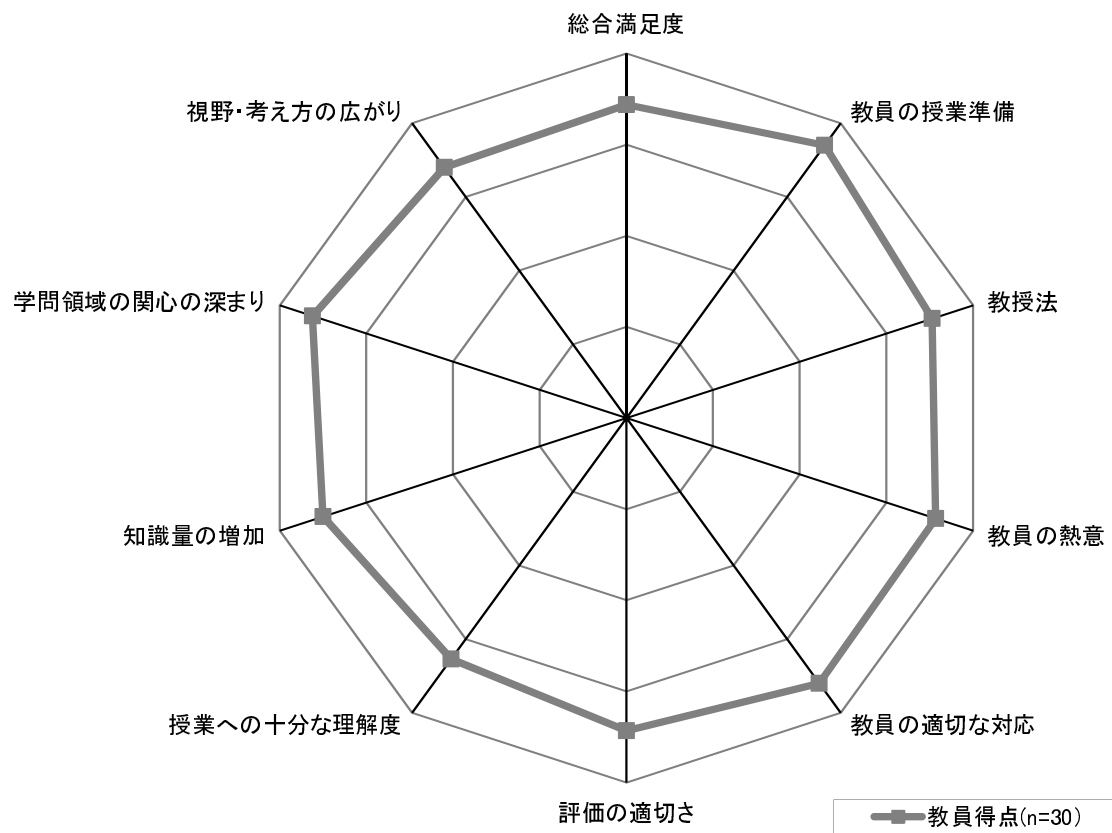 総合満足度
視野・考え方の広がり
教員の授業準備
学問領域の関心の深まり
教授法
知識量の増加
教員の熱意
授業への十分な理解度
教員の適切な対応
評価の適切さ
教員得点(n=30)